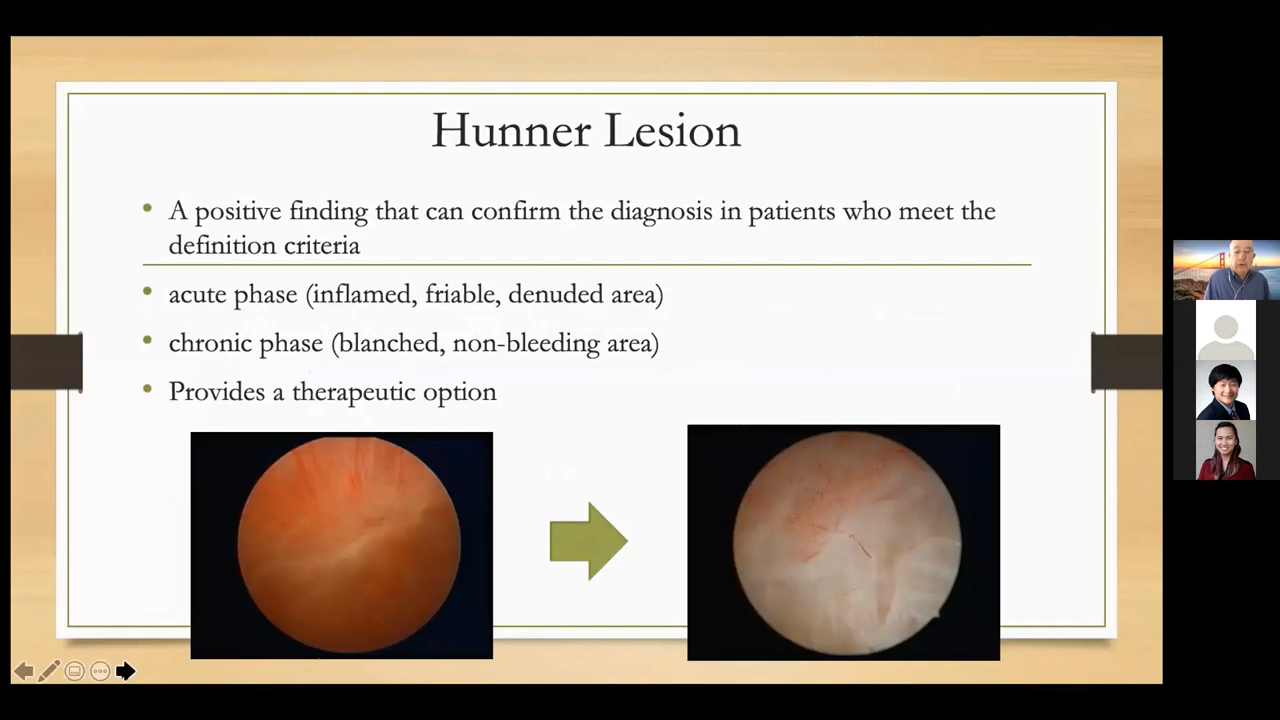 Hunner Lesion
• A positive finding that can confirm the diagnosis in patients who meet the
definition criteria
• acute phase (inflamed, friable, denuded area)
• chronic phase (blanched, non-bleeding area)
• Provides a therapeutic option